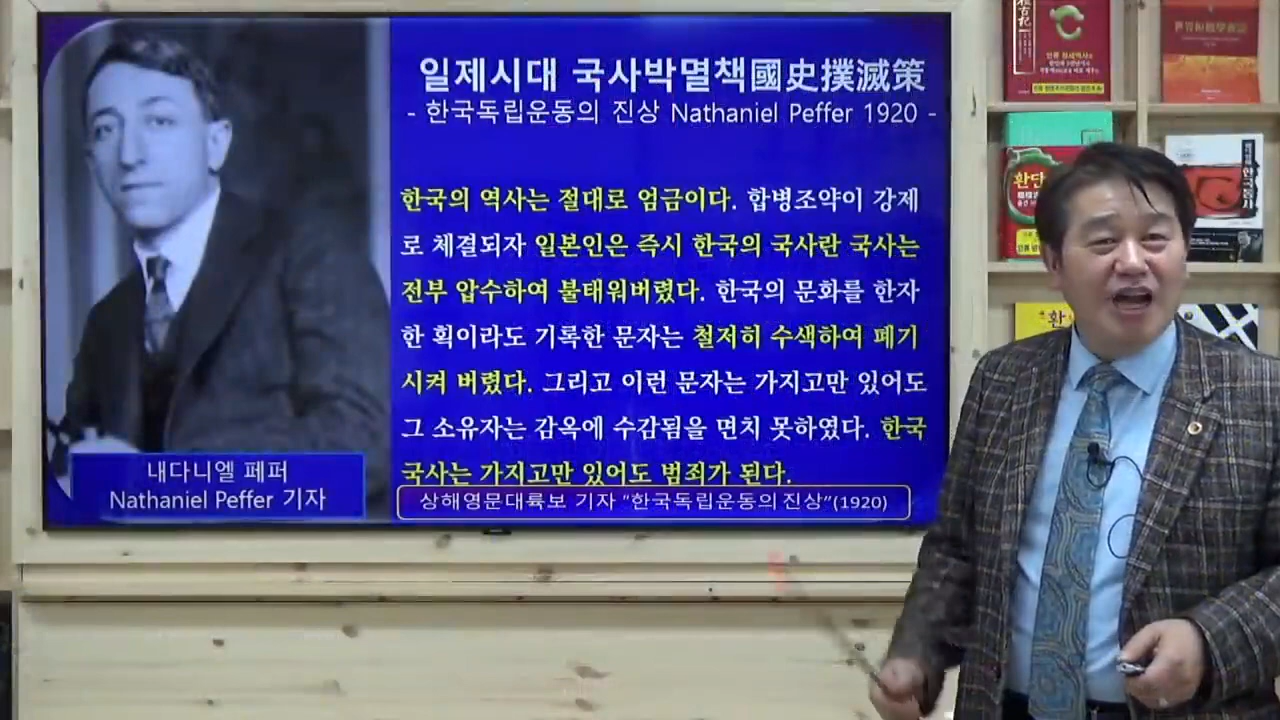 일제시대 국사박멸책國史撲滅策
- 한국독립운동의 진상 Nathaniel Peffer 1920 -
한국의 역사는 절대로 엄금이다. 합병조약이 강제
로 체결되자 일본인은 즉시 한국의 국사란 국사는
전부 압수하여 불태워버렸다. 한국의 문화를 한자
한 획이라도 기록한 문자는 철저히 수색하여 폐기
시켜 버렸다. 그리고 이런 문자는 가지고만 있어도
그 소유자는 감옥에 수감됨을 면치 못하였다. 한국
국사는 가지고만 있어도 범죄가 된다.
상해영문대륙보 기자 "한국독립운동의 진상"(1920)
내다니엘 페퍼
Nathaniel Peffer 기자
환단
환